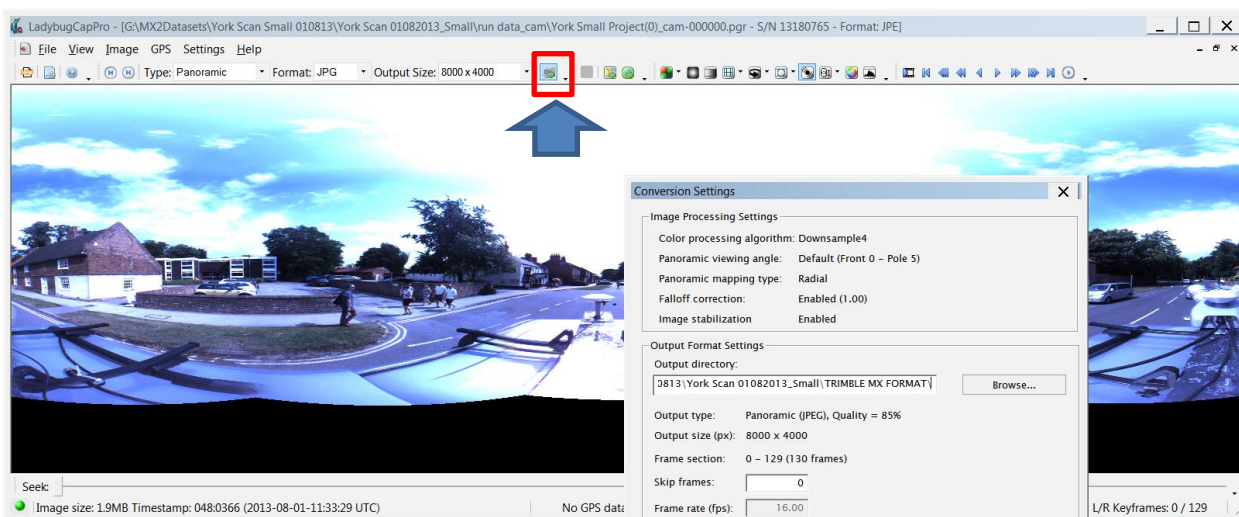 LadybugCapPro - [G:\MX2Datasets\York Scan Small 010813\York Scan 01082013_Small\run data_cam\York Small Project(0)_cam-000000.pgr - S/N 13180765 - Format: JPE]
File View Image GPS Settings Help
Type: Panoramic Format: JPG Output Size: 8000 x 4000
Conversion Settings
Image Processing Settings
Color processing algorithm: Downsample4
Panoramic viewing angle: Default (Front 0 - Pole 5)
Panoramic mapping type: Radial
Falloff correction: Enabled (1.00)
Image stabilization Enabled
Output Format Settings
Output directory:
0813\York Scan 01082013_Small\TRIMBLE MX FORMAT\ Browse...
Output type: Panoramic (JPEG), Quality = 85%
Output size (px): 8000 x 4000
Frame section: 0 - 129 (130 frames)
Skip frames: 0
Frame rate (fps): 16.00
Seek:
Image size: 1.9MB Timestamp: 048:0366 (2013-08-01-11:33:29 UTC) No GPS data L/R Keyframes: 0 / 129